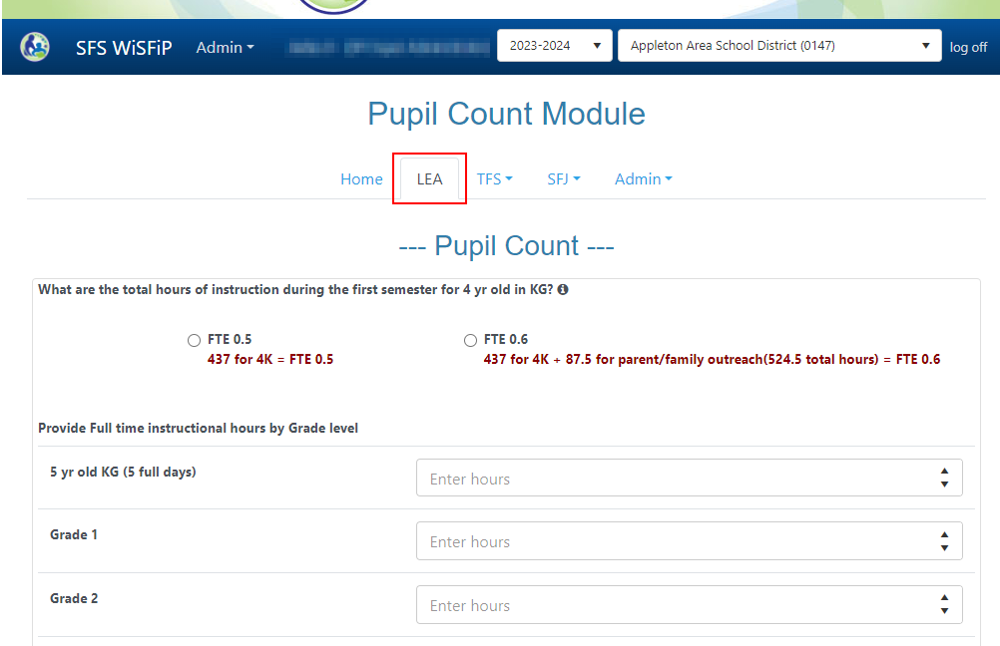 SFS WiSFiP Admin 2023-2024 Appleton Area School District (0147) log off
Pupil Count Module
Home LEA TFS SFJ Admin
--- Pupil Count ---
What are the total hours of instruction during the first semester for 4 yr old in KG?
FTE 0.5 FTE 0.6
437 for 4K = FTE 0.5 437 for 4K + 87.5 for parent/family outreach(524.5 total hours) = FTE 0.6
Provide Full time instructional hours by Grade level
5 yr old KG (5 full days) Enter hours
Grade 1 Enter hours
Grade 2 Enter hours